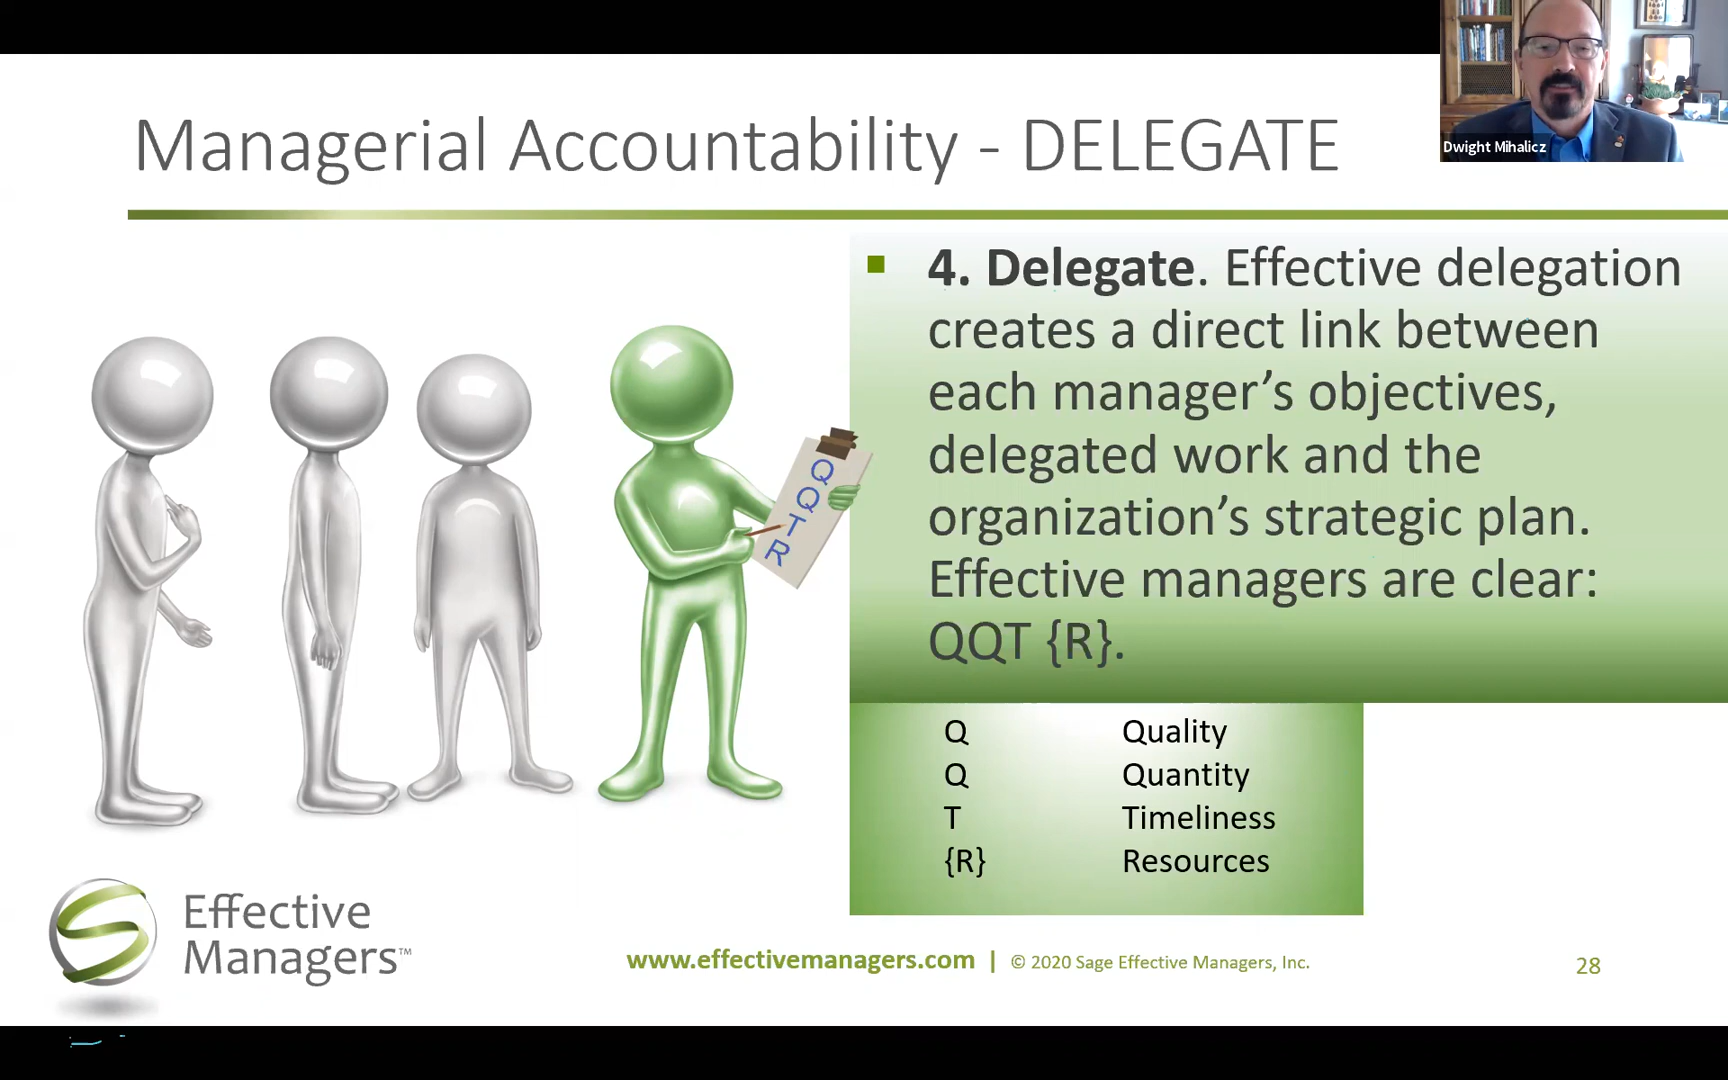 Managerial Accountability - DELEGATE
Dwight Mihalicz
4. Delegate. Effective delegation
creates a direct link between
each manager’s objectives,
delegated work and the
organization’s strategic plan.
Effective managers are clear:
QQT {R}.
Q
Q
T
R
Q Quality
Q Quantity
T Timeliness
{R} Resources
Effective
Managers™
www.effectivemanagers.com | © 2020 Sage Effective Managers, Inc.
28